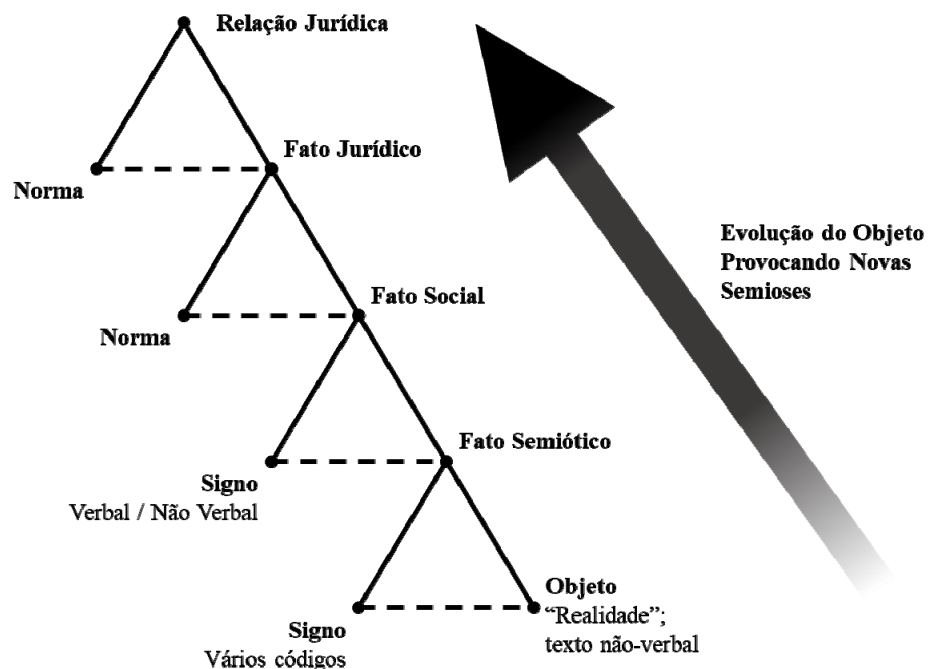 Relação Jurídica
Fato Jurídico
Norma
Evolução do Objeto
Provocando Novas
Semioses
Fato Social
Norma
Fato Semiótico
Signo
Verbal / Não Verbal
Objeto
“Realidade”;
texto não-verbal
Signo
Vários códigos